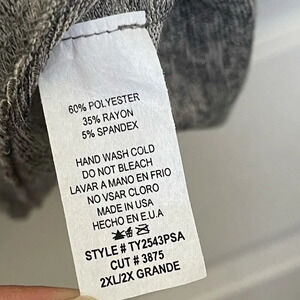 60% POLYESTER
35% RAYON
5% SPANDEX
HAND WASH COLD
DO NOT BLEACH
LAVAR A MANO EN FRIO
NO VSAR CLORO
MADE IN USA
HECHO EN E.U.A
STYLE # TY2543PSA
CUT # 3875
2XL/2X GRANDE